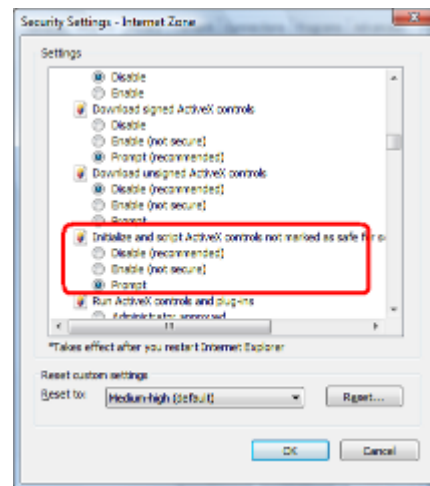 Security Settings - Internet Zone
Settings
Disable
Enable
Download signed ActiveX controls
Disable
Enable (not secure)
Prompt (recommended)
Download unsigned ActiveX controls
Disable (recommended)
Enable (not secure)
Prompt
Initialize and script ActiveX controls not marked as safe for s
Disable (recommended)
Enable (not secure)
Prompt
Run ActiveX controls and plug-ins
Administrator approved
*Takes effect after you restart Internet Explorer
Reset custom settings
Reset to:
Medium-high (default)
Reset...
OK
Cancel